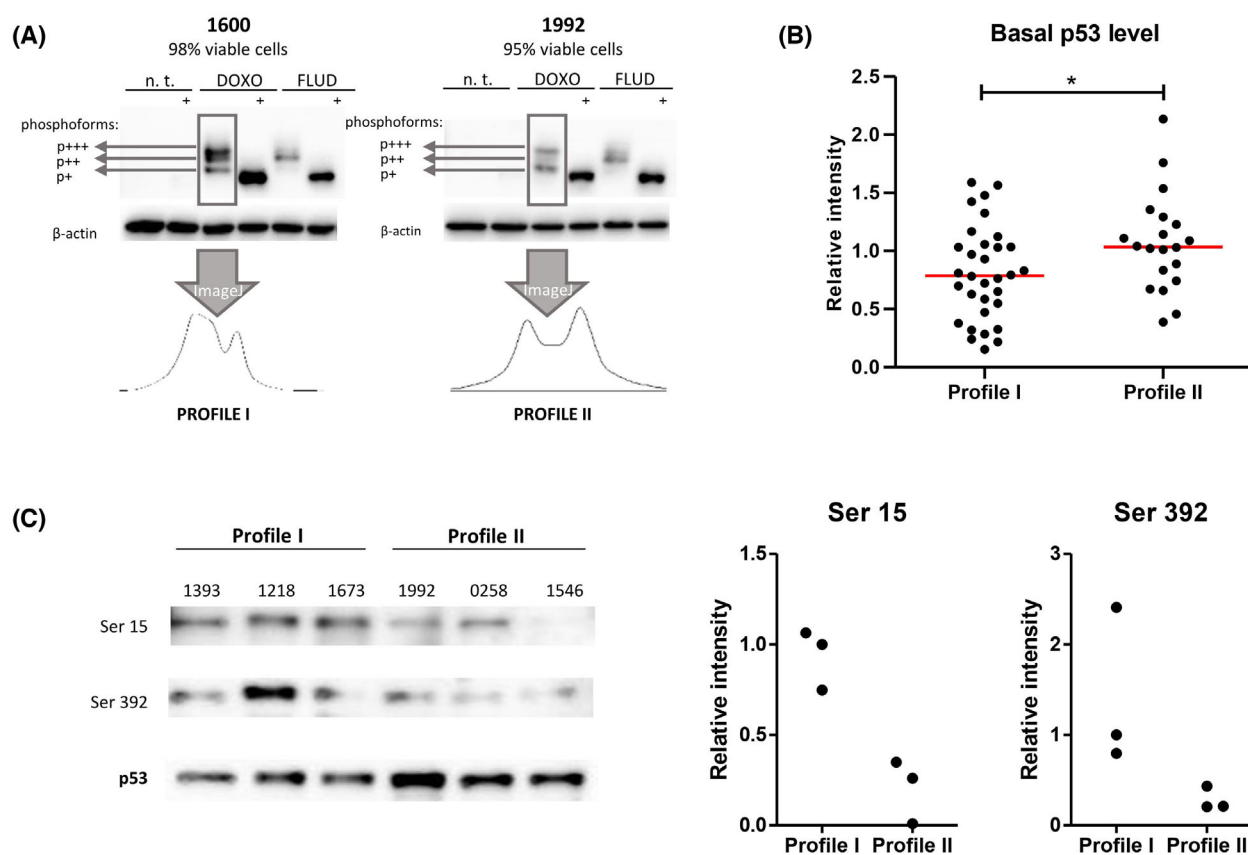 (A)
1600
98% viable cells
n. t. DOXO FLUD
+ + +
phosphoforms:
p+++
p++
p+
β-actin
ImageJ
PROFILE I
1992
95% viable cells
n. t. DOXO FLUD
+ +
phosphoforms:
p+++
p++
p+
β-actin
ImageJ
PROFILE II
(B)
Basal p53 level
*
Relative intensity
2.5
2.0
1.5
1.0
0.5
0.0
Profile I Profile II
(C)
Profile I Profile II
1393 1218 1673 1992 0258 1546
Ser 15
Ser 392
p53
Ser 15
Relative intensity
1.5
1.0
0.5
0.0
Profile I Profile II
Ser 392
Relative intensity
3
2
1
0
Profile I Profile II